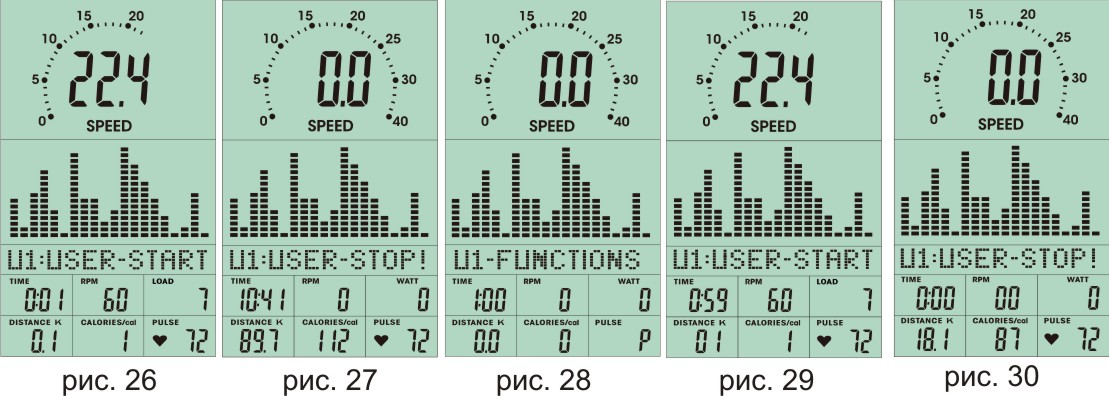 15 20
10
5
22.4
0
SPEED
U1:USER-START
TIME RPM LOAD
0:01 60 7
DISTANCE K CALORIES/cal PULSE
0.1 1 ♥ 72
рис. 26
15 20
10 25
5 30
0.0
0 40
SPEED
U1:USER-STOP!
TIME RPM WATT
10:41 0 0
DISTANCE K CALORIES/cal PULSE
89.7 112 ♥ 72
рис. 27
15 20
10 25
5 30
0.0
0 40
SPEED
U1-FUNCTIONS
TIME RPM WATT
1:00 0 0
DISTANCE K CALORIES/cal PULSE
0.0 0 P
рис. 28
15 20
10
5
22.4
0
SPEED
U1:USER-START
TIME RPM LOAD
0:59 60 7
DISTANCE K CALORIES/cal PULSE
01 1 ♥ 72
рис. 29
15 20
10 25
5 30
0.0
0 40
SPEED
U1:USER-STOP!
TIME RPM WATT
0:00 00 0
DISTANCE K CALORIES/cal PULSE
18.1 87 ♥ 72
рис. 30